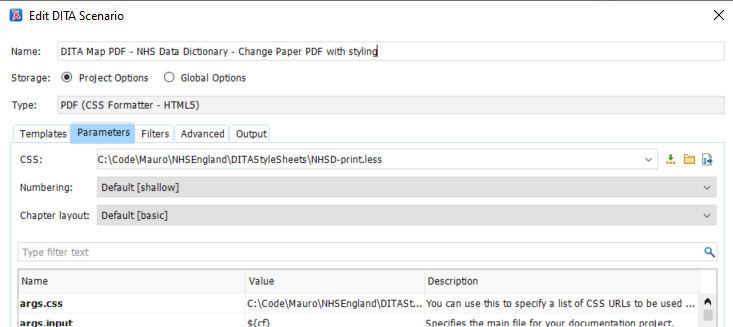 Edit DITA Scenario
Name: DITA Map PDF - NHS Data Dictionary - Change Paper PDF with styling
Storage: Project Options Global Options
Type: PDF (CSS Formatter - HTML5)
Templates Parameters Filters Advanced Output
CSS: C:\Code\Mauro\NHSEngland\DITAStyleSheets\NHSD-print.less
Numbering: Default [shallow]
Chapter layout: Default [basic]
Type filter text
Name Value Description
args.css C:\Code\Mauro\NHSEngland\DITASt... You can use this to specify a list of CSS URLs to be used ...
args.input ${cf} Specifies the main file for your documentation project.